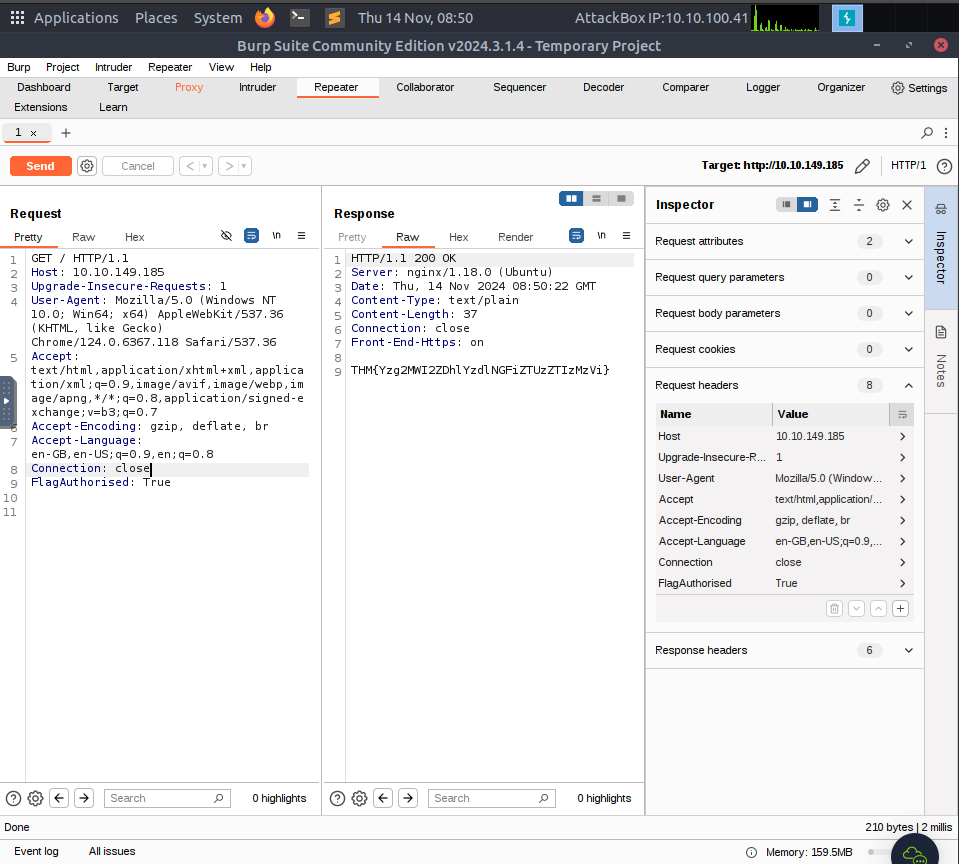 Applications Places System Thu 14 Nov, 08:50 AttackBox IP:10.10.100.41
Burp Suite Community Edition v2024.3.1.4 - Temporary Project
Burp Project Intruder Repeater View Help
Dashboard Target Proxy Intruder Repeater Collaborator Sequencer Decoder Comparer Logger Organizer Settings
Extensions Learn
1 × +
Send Cancel < > Target: http://10.10.149.185 HTTP/1 ?
Request
Pretty Raw Hex \n
1 GET / HTTP/1.1
2 Host: 10.10.149.185
3 Upgrade-Insecure-Requests: 1
4 User-Agent: Mozilla/5.0 (Windows NT
10.0; Win64; x64) AppleWebKit/537.36
(KHTML, like Gecko)
Chrome/124.0.6367.118 Safari/537.36
5 Accept:
text/html,application/xhtml+xml,applica
tion/xml;q=0.9,image/avif,image/webp,im
age/apng,*/*;q=0.8,application/signed-e
xchange;v=b3;q=0.7
6 Accept-Encoding: gzip, deflate, br
7 Accept-Language:
en-GB,en-US;q=0.9,en;q=0.8
8 Connection: close
9 FlagAuthorised: True
10
11
? Search 0 highlights
Response
Pretty Raw Hex Render \n
1 HTTP/1.1 200 OK
2 Server: nginx/1.18.0 (Ubuntu)
3 Date: Thu, 14 Nov 2024 08:50:22 GMT
4 Content-Type: text/plain
5 Content-Length: 37
6 Connection: close
7 Front-End-Https: on
8
9 THM{Yzg2MWI2ZDhlYzdlNGFiZTUzZTIzMzVi}
? Search 0 highlights
Inspector
Request attributes 2
Request query parameters 0
Request body parameters 0
Request cookies 0
Request headers 8
Name Value
Host 10.10.149.185
Upgrade-Insecure-R... 1
User-Agent Mozilla/5.0 (Window...
Accept text/html,application/...
Accept-Encoding gzip, deflate, br
Accept-Language en-GB,en-US;q=0.9,...
Connection close
FlagAuthorised True
Response headers 6
Inspector
Notes
Done 210 bytes | 2 millis
Event log All issues Memory: 159.5MB